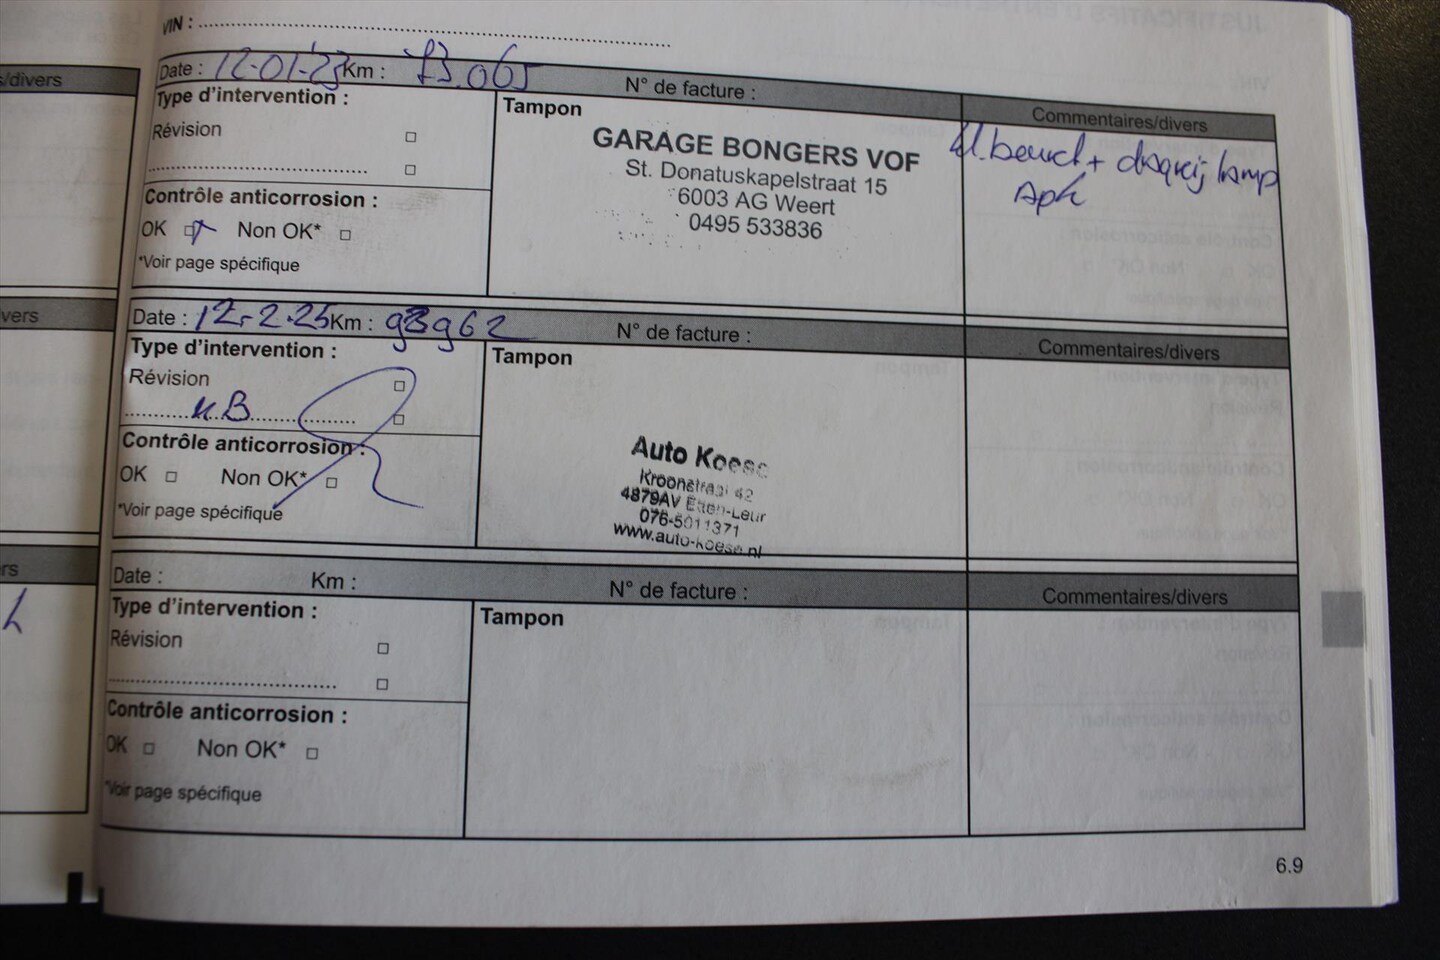 VIN :
s/divers
Date : 12-01-23 Km : 83.065 N° de facture :
Type d'intervention :
Révision
Tampon
Commentaires/divers
GARAGE BONGERS VOF
St. Donatuskapelstraat 15
6003 AG Weert
0495 533836
kl. beurt + lamp
Apk
Contrôle anticorrosion :
OK Non OK*
*Voir page spécifique
vers
Date : 12-2-25 Km : 93962 N° de facture :
Type d'intervention :
Révision
KB
Tampon
Commentaires/divers
Auto Koese
Kroonstraat 42
4879AV Etten-Leur
076-5011371
www.auto-koese.nl
Contrôle anticorrosion :
OK Non OK*
*Voir page spécifique
rs
Date : Km : N° de facture :
Type d'intervention :
Révision
Tampon
Commentaires/divers
Contrôle anticorrosion :
OK Non OK*
*Voir page spécifique
6.9